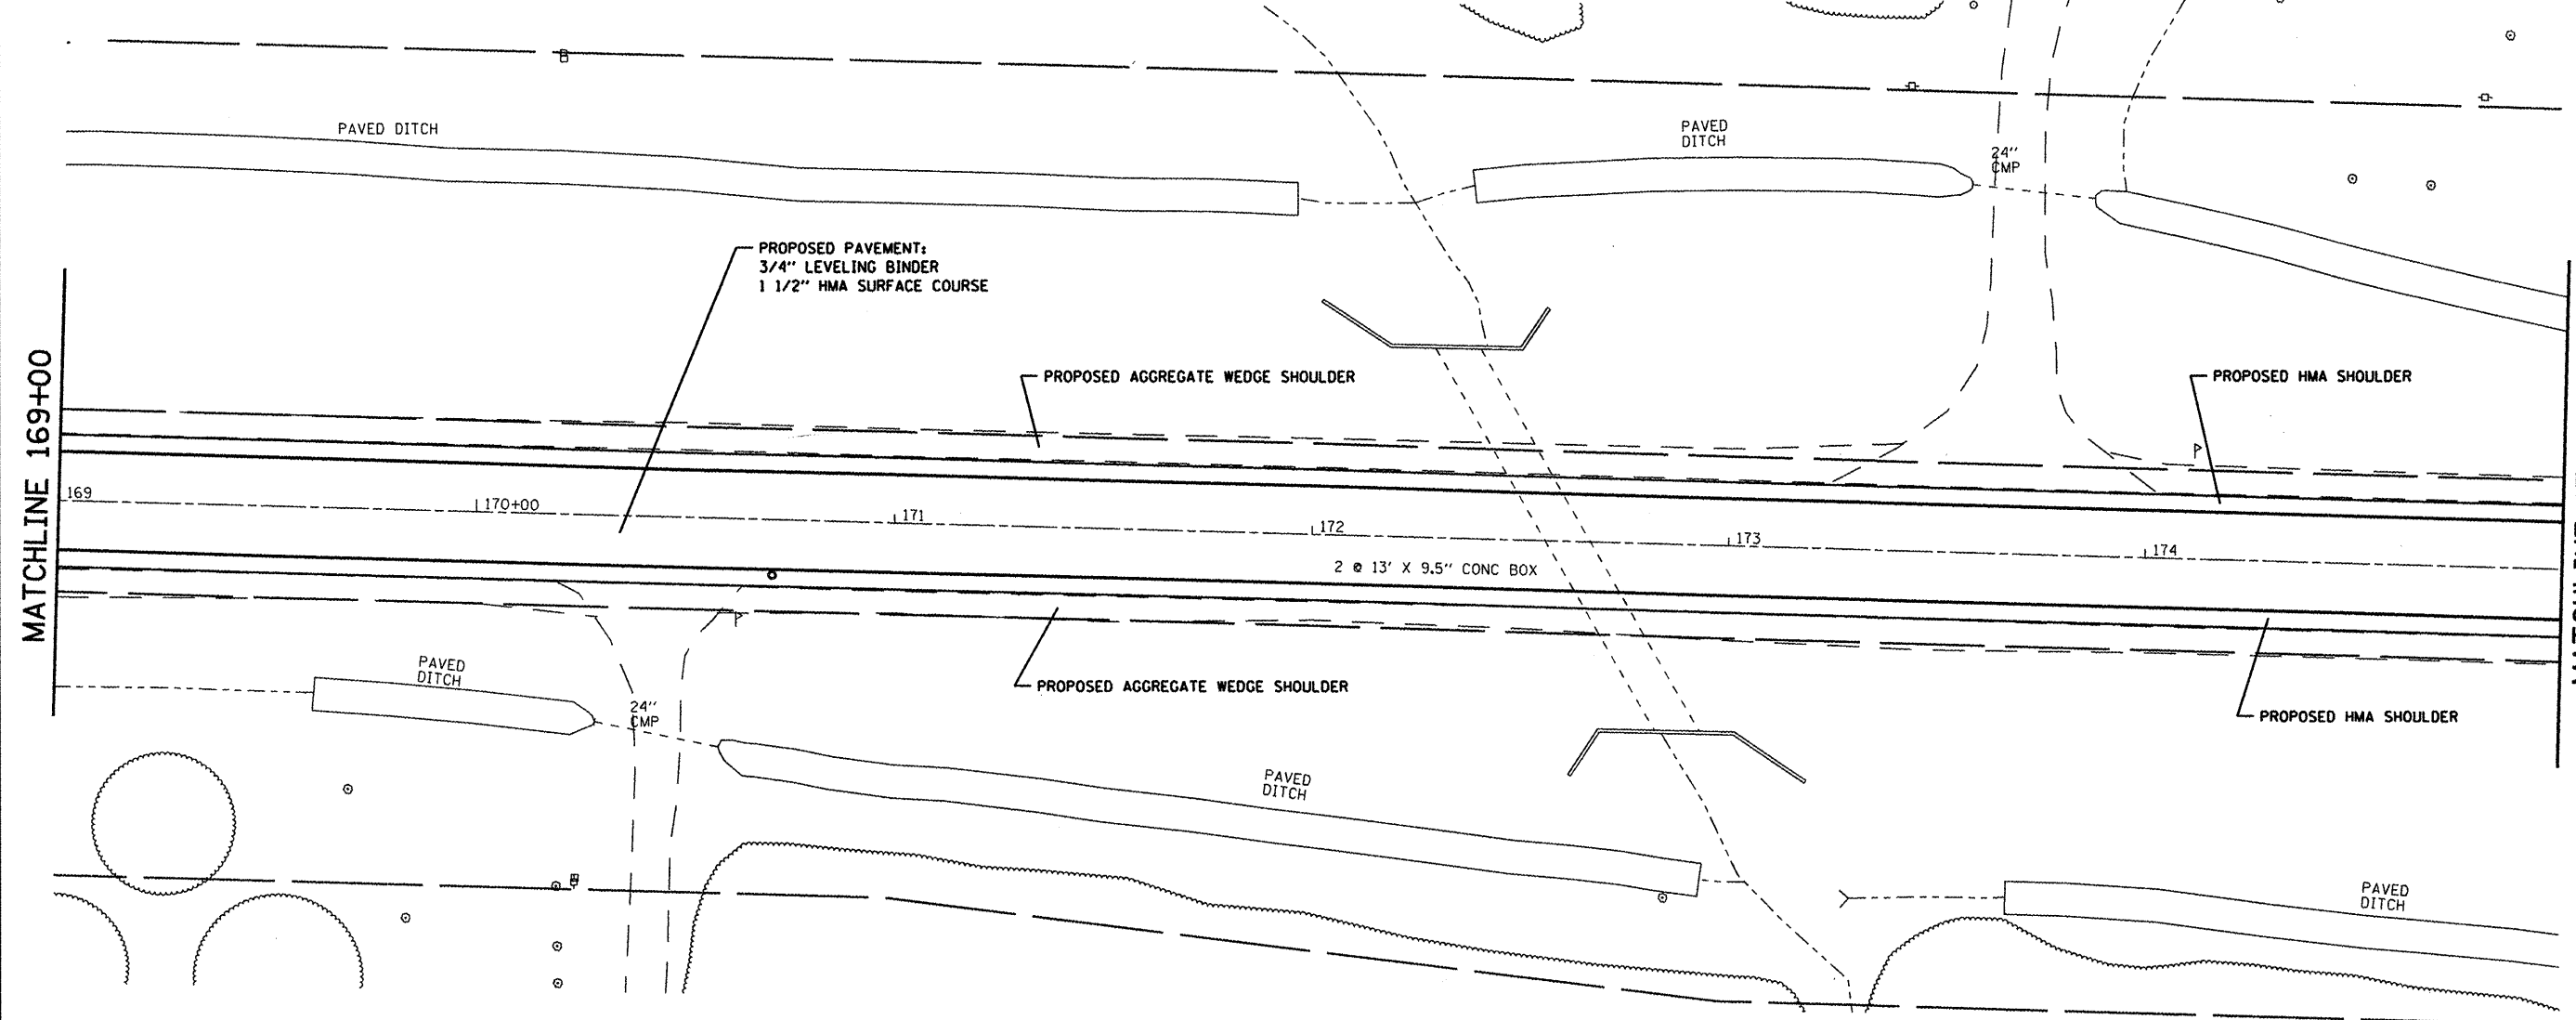 PAVED DITCH
PAVED
DITCH
24"
CMP
PROPOSED PAVEMENT:
3/4" LEVELING BINDER
1 1/2" HMA SURFACE COURSE
PROPOSED AGGREGATE WEDGE SHOULDER
PROPOSED HMA SHOULDER
MATCHLINE 169+00
P
169
170+00
171
172
173
174
2 @ 13' X 9.5" CONC BOX
P
PROPOSED AGGREGATE WEDGE SHOULDER
PROPOSED HMA SHOULDER
PAVED
DITCH
24"
CMP
PAVED
DITCH
PAVED
DITCH